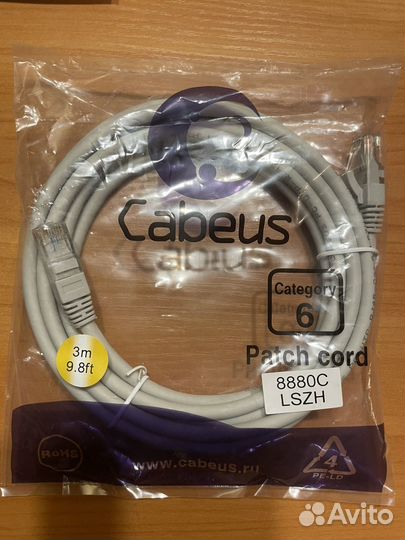 Cabeus
Category
6
Patch cord
3m
9.8ft
8880C
LSZH
RoHS
www.cabeus.ru
4
PE-LD
Avito